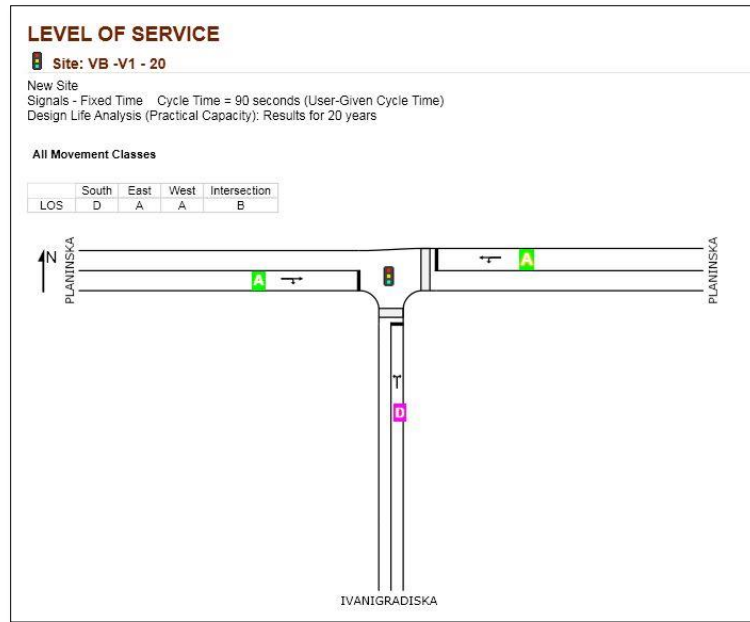 LEVEL OF SERVICE
Site: VB -V1 - 20
New Site
Signals - Fixed Time Cycle Time = 90 seconds (User-Given Cycle Time)
Design Life Analysis (Practical Capacity): Results for 20 years
All Movement Classes
South East West Intersection
LOS D A A B
N
PLANINSKA
A
A
PLANINSKA
D
IVANIGRADISKA